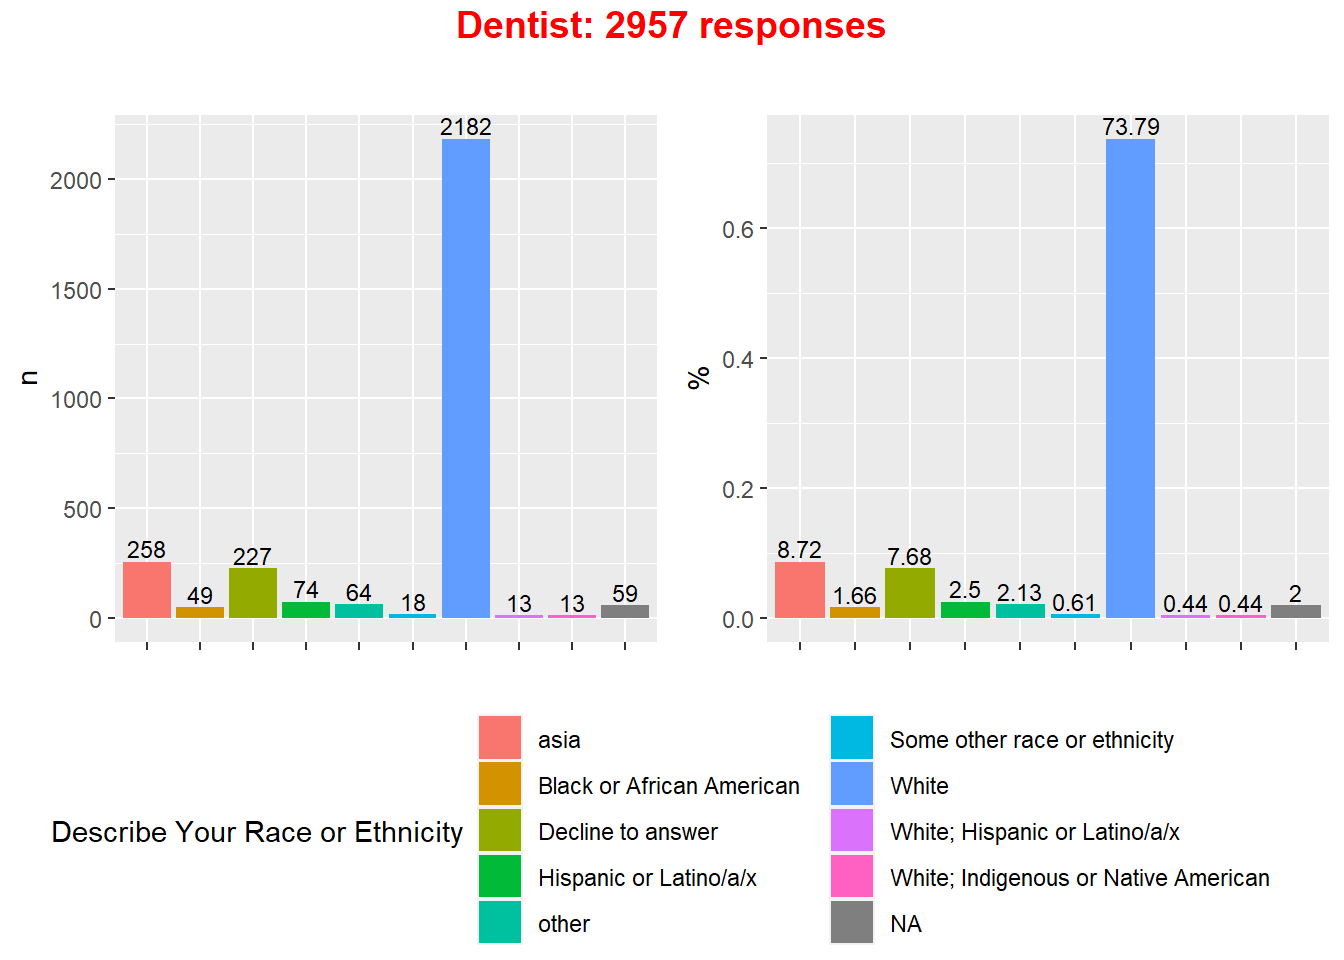 Dentist: 2957 responses
n
2000
1500
1000
500
0
258
49
227
74
64
18
2182
13
13
59
%
0.6
0.4
0.2
0.0
8.72
1.66
7.68
2.5
2.13
0.61
73.79
0.44
0.44
2
Describe Your Race or Ethnicity
asia
Black or African American
Decline to answer
Hispanic or Latino/a/x
other
Some other race or ethnicity
White
White; Hispanic or Latino/a/x
White; Indigenous or Native American
NA